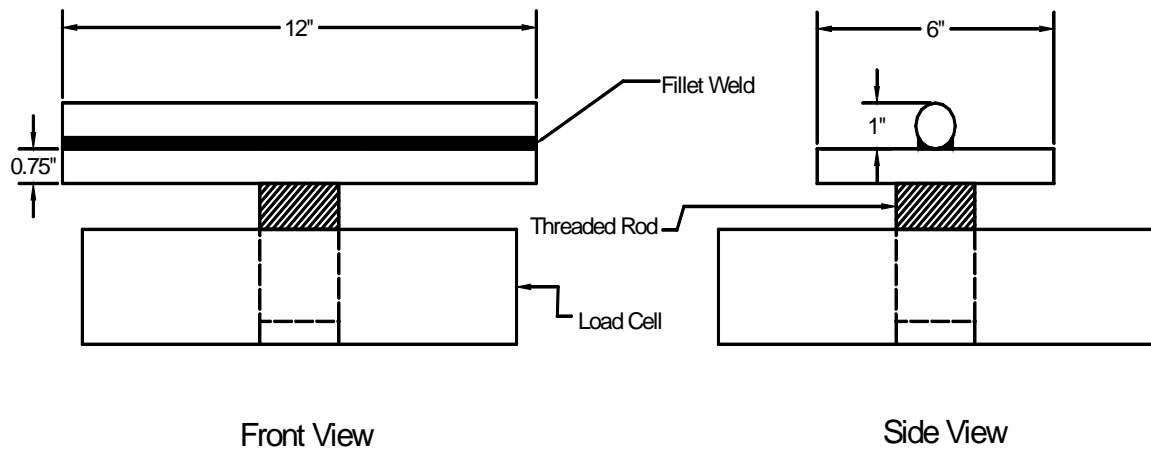 12"
6"
Fillet Weld
1"
0.75"
Threaded Rod
Load Cell
Front View
Side View